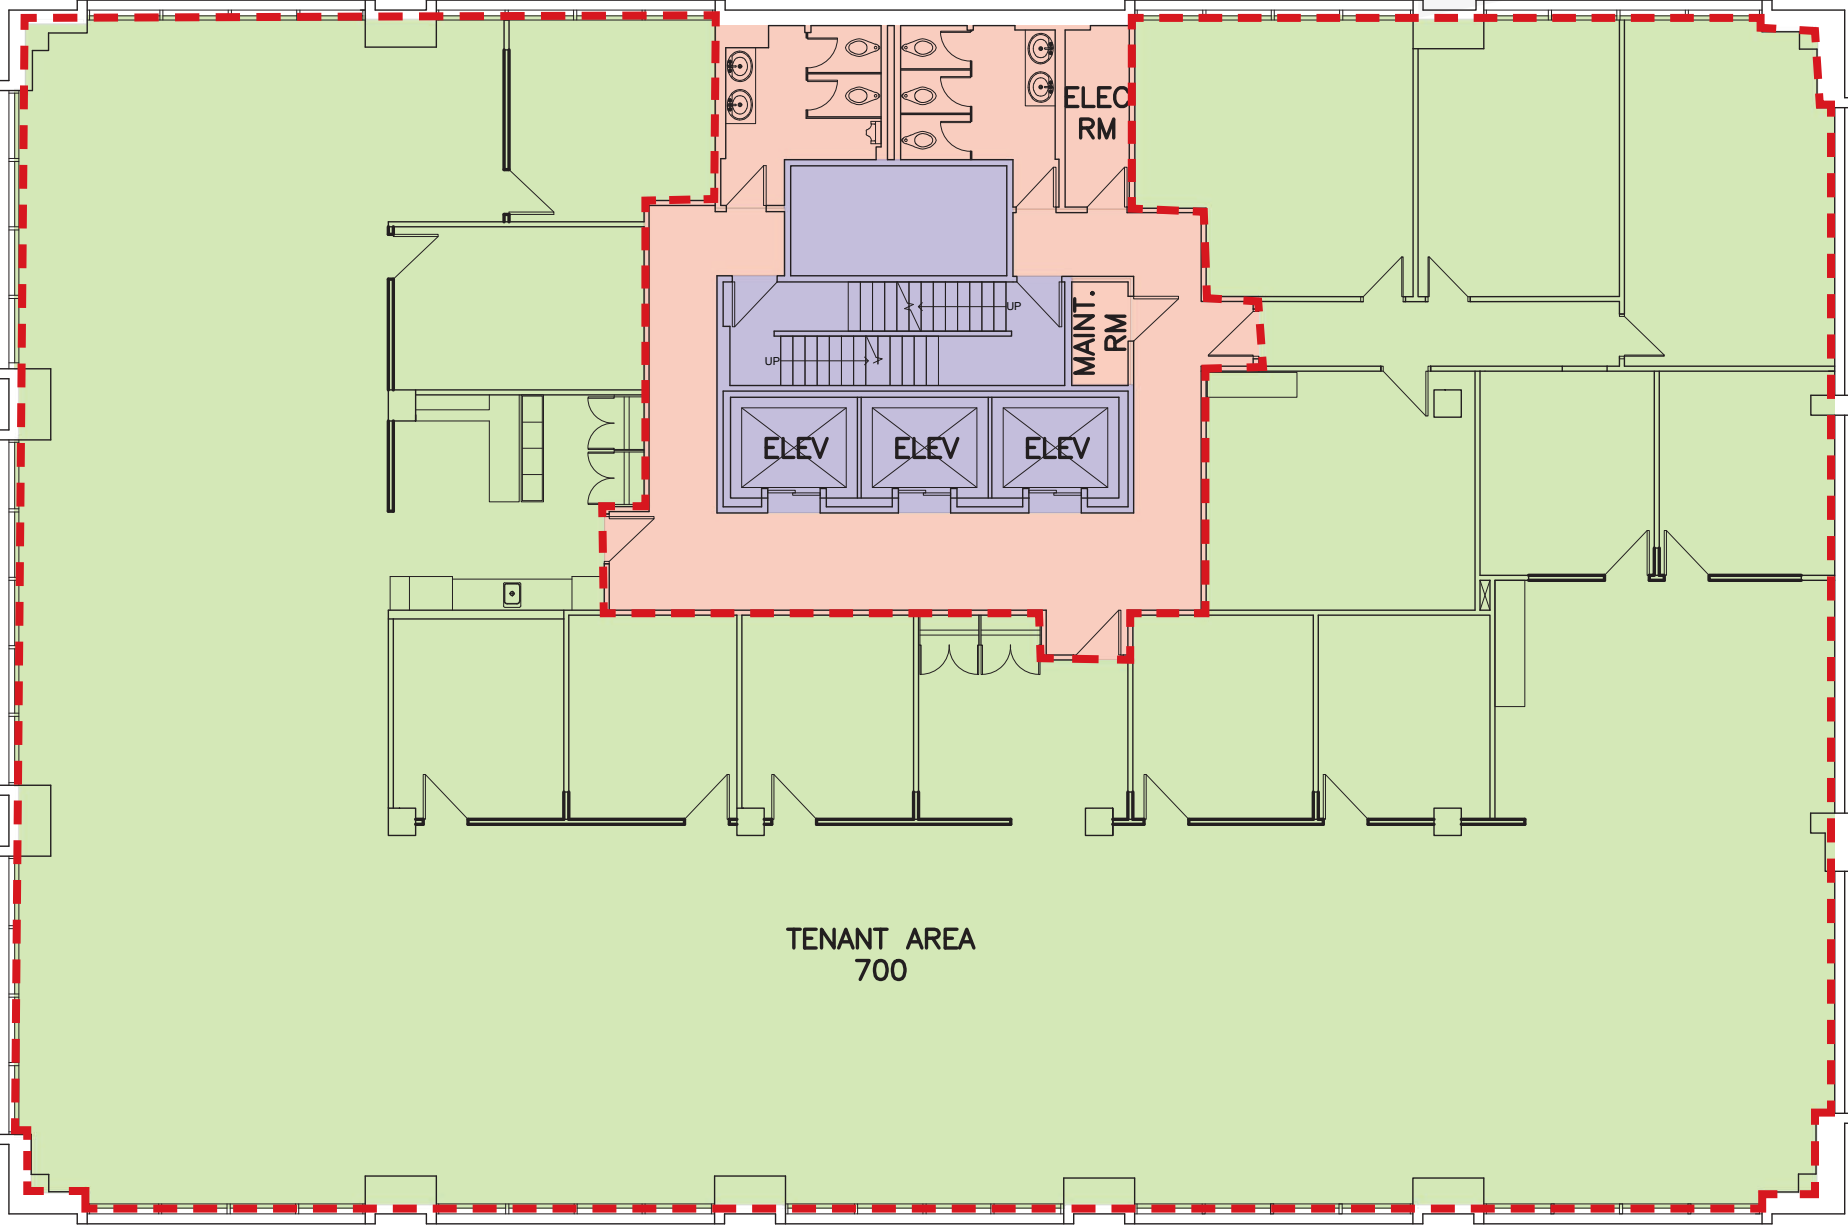 ELEC
RM
UP
MAINT.
RM
UP
ELEV
ELEV
ELEV
TENANT AREA
700